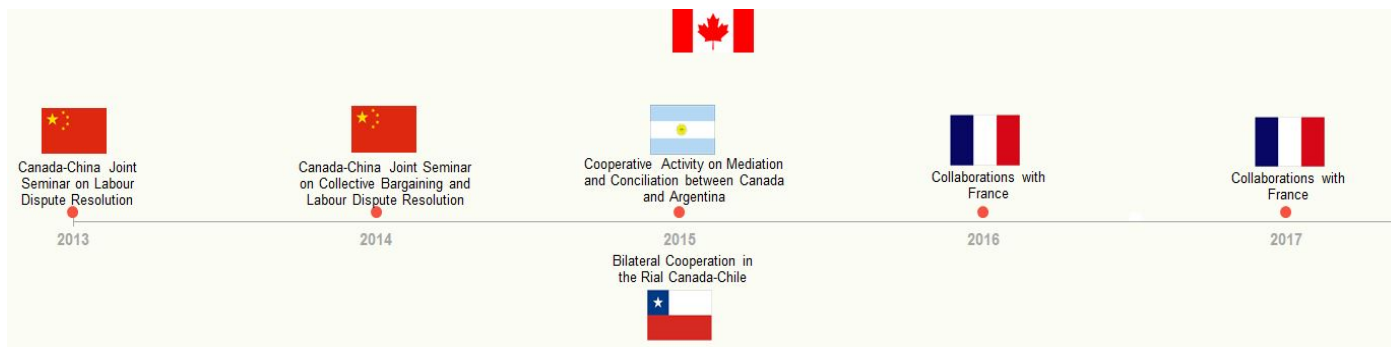 Canada-China Joint
Seminar on Labour
Dispute Resolution
Canada-China Joint Seminar
on Collective Bargaining and
Labour Dispute Resolution
Cooperative Activity on Mediation
and Conciliation between Canada
and Argentina
Collaborations with
France
Collaborations with
France
2013
2014
2015
2016
2017
Bilateral Cooperation in
the Rial Canada-Chile